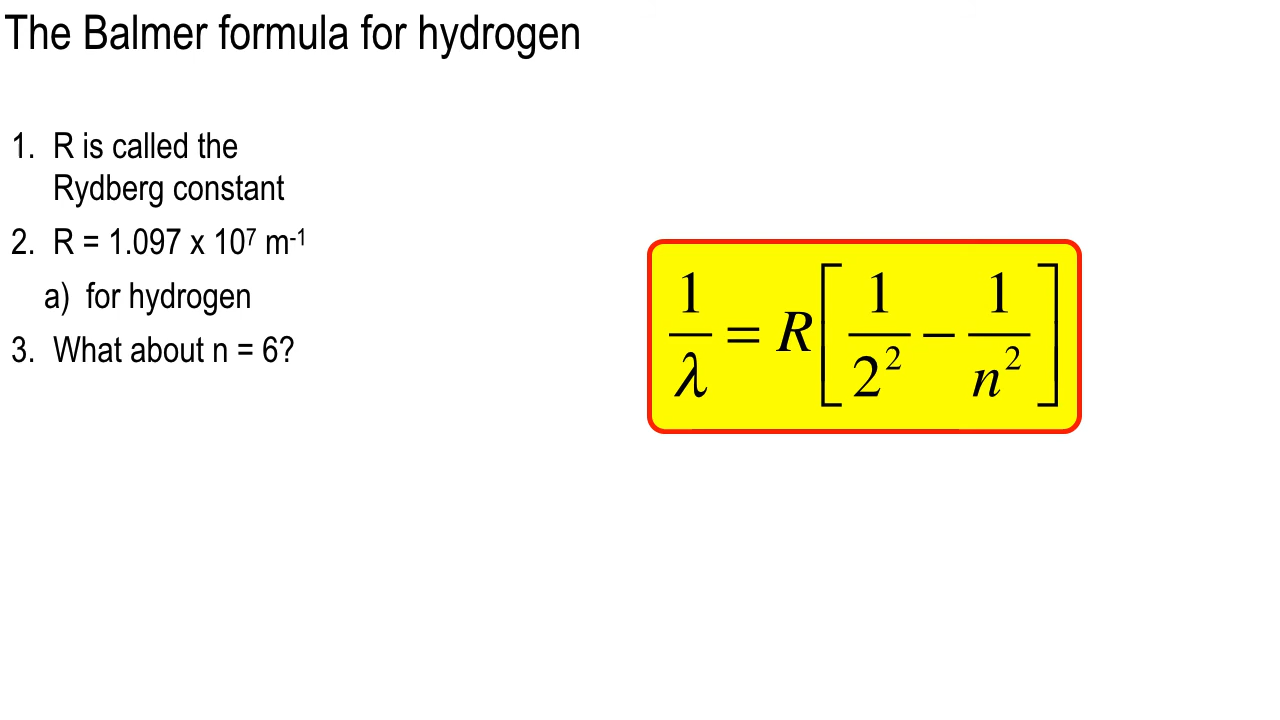 The Balmer formula for hydrogen
1. R is called the
Rydberg constant
2. R = 1.097 x 10⁷ m⁻¹
a) for hydrogen
3. What about n = 6?
1/λ = R[1/2² − 1/n²]